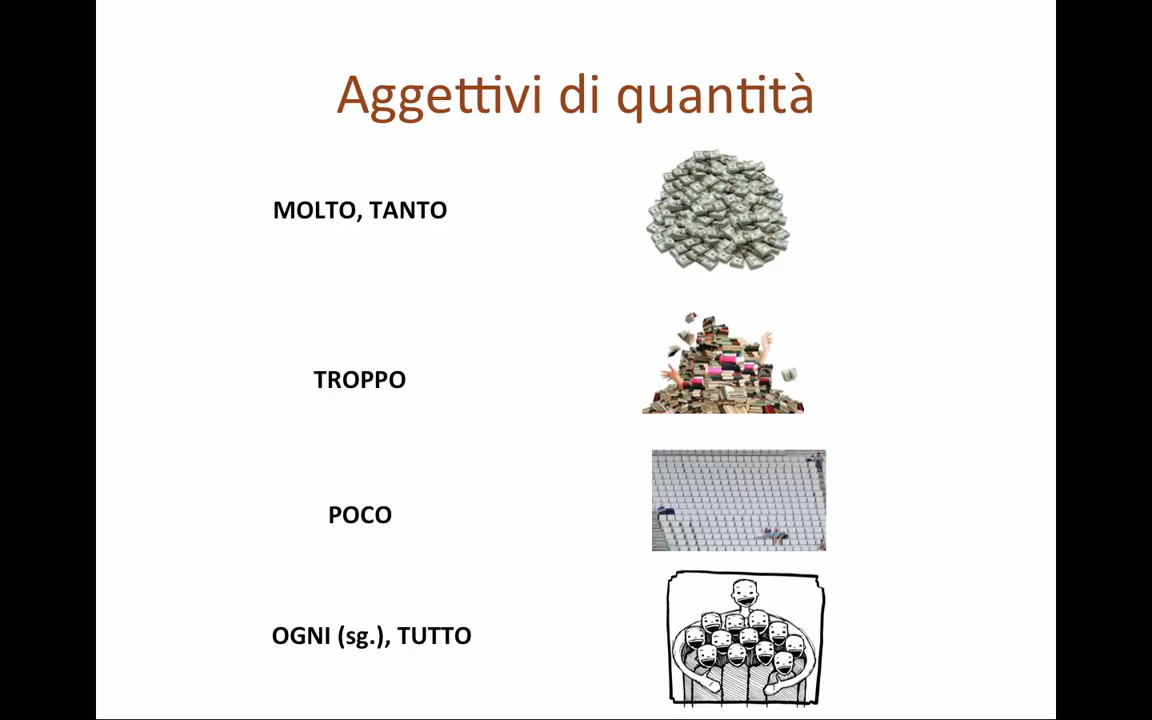 Aggettivi di quantità
MOLTO, TANTO
TROPPO
POCO
OGNI (sg.), TUTTO